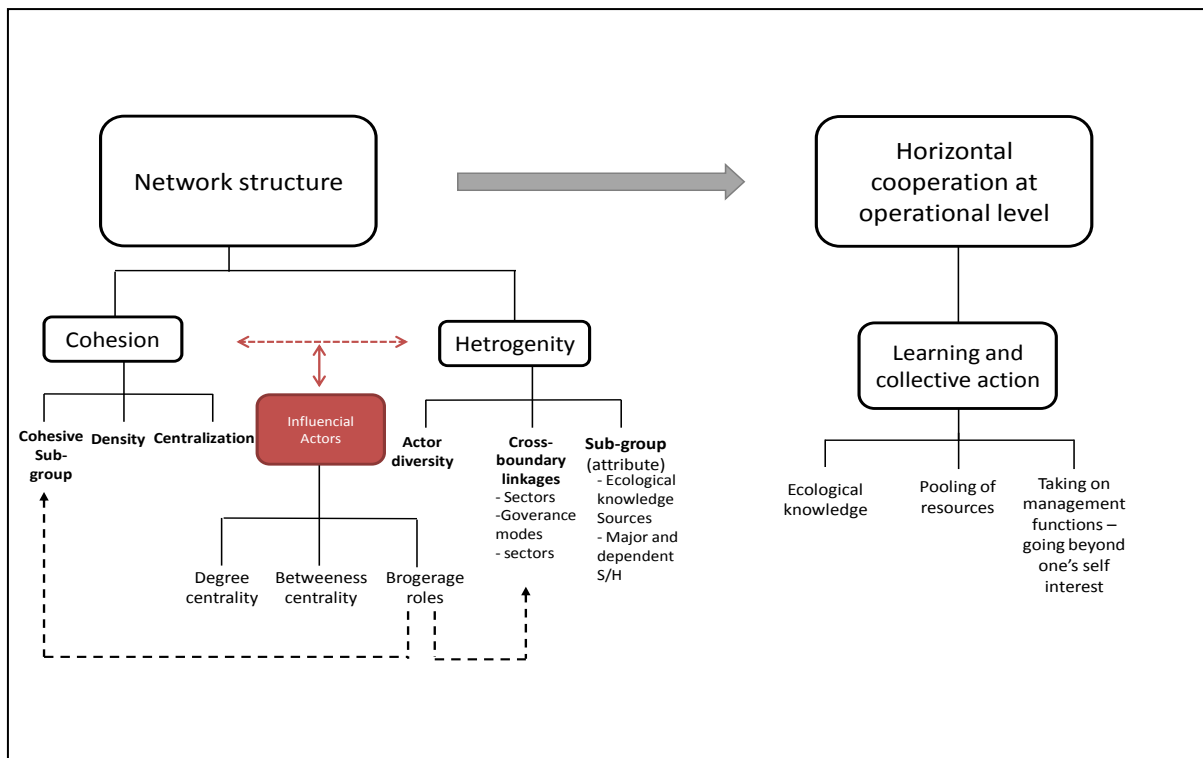 Network structure
Horizontal
cooperation at
operational level
Cohesion
Hetrogenity
Learning and
collective action
Influencial
Actors
Cohesive
Sub-
group
Density
Centralization
Actor
diversity
Cross-
boundary
linkages
- Sectors
-Goverance
modes
- sectors
Sub-group
(attribute)
- Ecological
knowledge
Sources
- Major and
dependent
S/H
Ecological
knowledge
Pooling of
resources
Taking on
management
functions –
going beyond
one's self
interest
Degree
centrality
Betweeness
centrality
Brogerage
roles